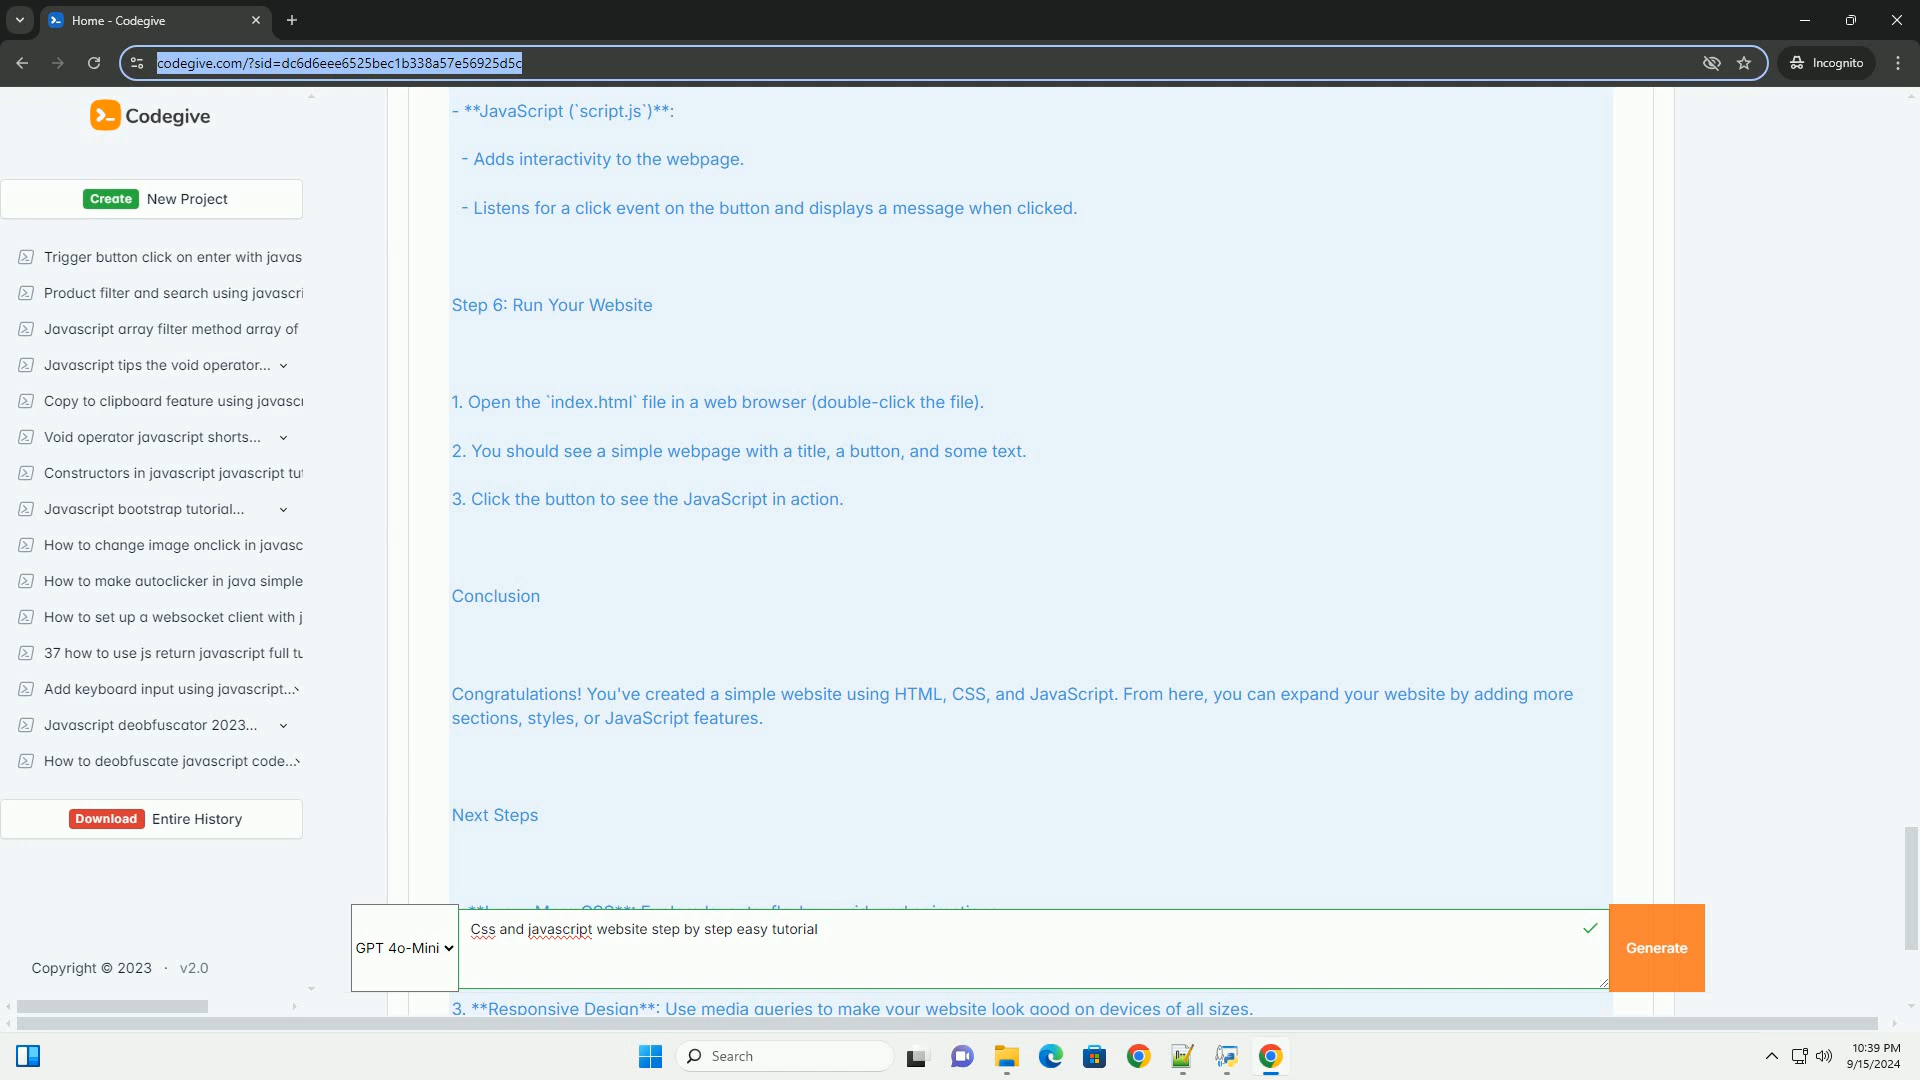 Home - Codegive
codegive.com/?sid=dc6d6eee6525bec1b338a57e56925d5c
Incognito
Codegive
Create New Project
Trigger button click on enter with javas
Product filter and search using javascri
Javascript array filter method array of
Javascript tips the void operator...
Copy to clipboard feature using javascr
Void operator javascript shorts...
Constructors in javascript javascript tut
Javascript bootstrap tutorial...
How to change image onclick in javasc
How to make autoclicker in java simple
How to set up a websocket client with j
37 how to use js return javascript full tu
Add keyboard input using javascript...
Javascript deobfuscator 2023...
How to deobfuscate javascript code...
Download Entire History
Copyright © 2023 · v2.0
- **JavaScript (`script.js`)**:
- Adds interactivity to the webpage.
- Listens for a click event on the button and displays a message when clicked.
Step 6: Run Your Website
1. Open the `index.html` file in a web browser (double-click the file).
2. You should see a simple webpage with a title, a button, and some text.
3. Click the button to see the JavaScript in action.
Conclusion
Congratulations! You've created a simple website using HTML, CSS, and JavaScript. From here, you can expand your website by adding more
sections, styles, or JavaScript features.
Next Steps
GPT 4o-Mini
Css and javascript website step by step easy tutorial
Generate
3. **Responsive Design**: Use media queries to make your website look good on devices of all sizes.
Search
10:39 PM
9/15/2024